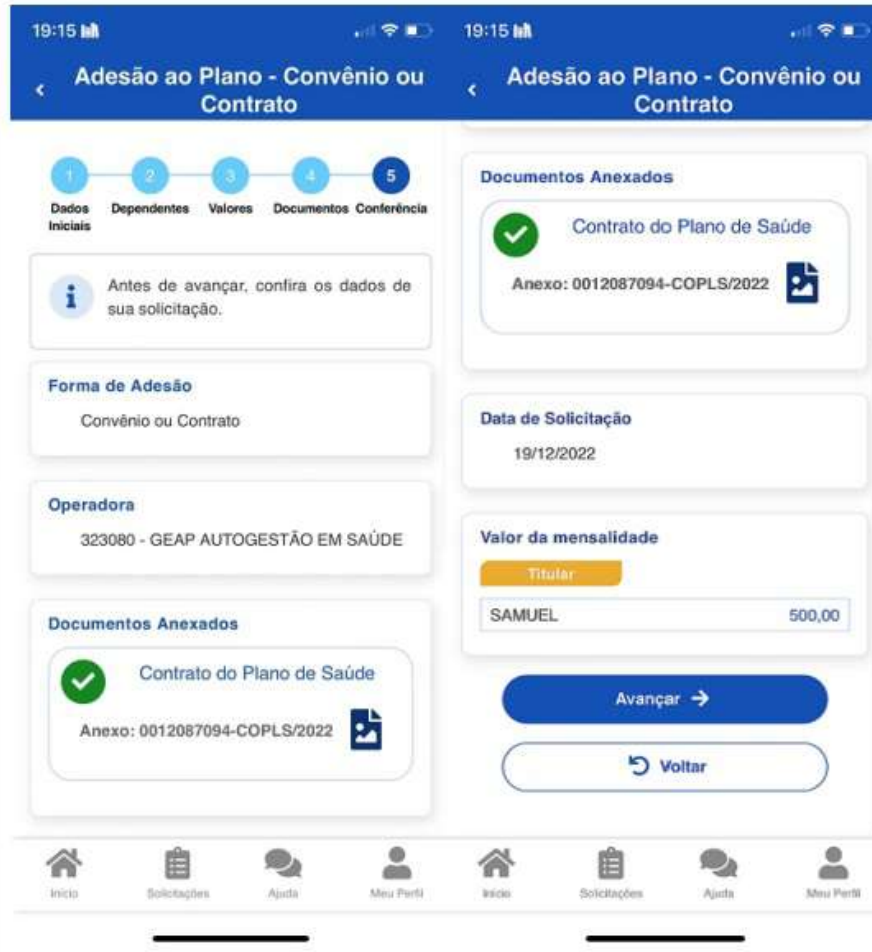 19:15
Adesão ao Plano - Convênio ou
Contrato
1
2
3
4
5
Dados
Iniciais
Dependentes
Valores
Documentos
Conferência
Antes de avançar, confira os dados de
sua solicitação.
Forma de Adesão
Convênio ou Contrato
Operadora
323080 - GEAP AUTOGESTÃO EM SAÚDE
Documentos Anexados
Contrato do Plano de Saúde
Anexo: 0012087094-COPLS/2022
Início
Solicitações
Ajuda
Meu Perfil
19:15
Adesão ao Plano - Convênio ou
Contrato
Documentos Anexados
Contrato do Plano de Saúde
Anexo: 0012087094-COPLS/2022
Data de Solicitação
19/12/2022
Valor da mensalidade
Titular
SAMUEL 500,00
Avançar
Voltar
Início
Solicitações
Ajuda
Meu Perfil